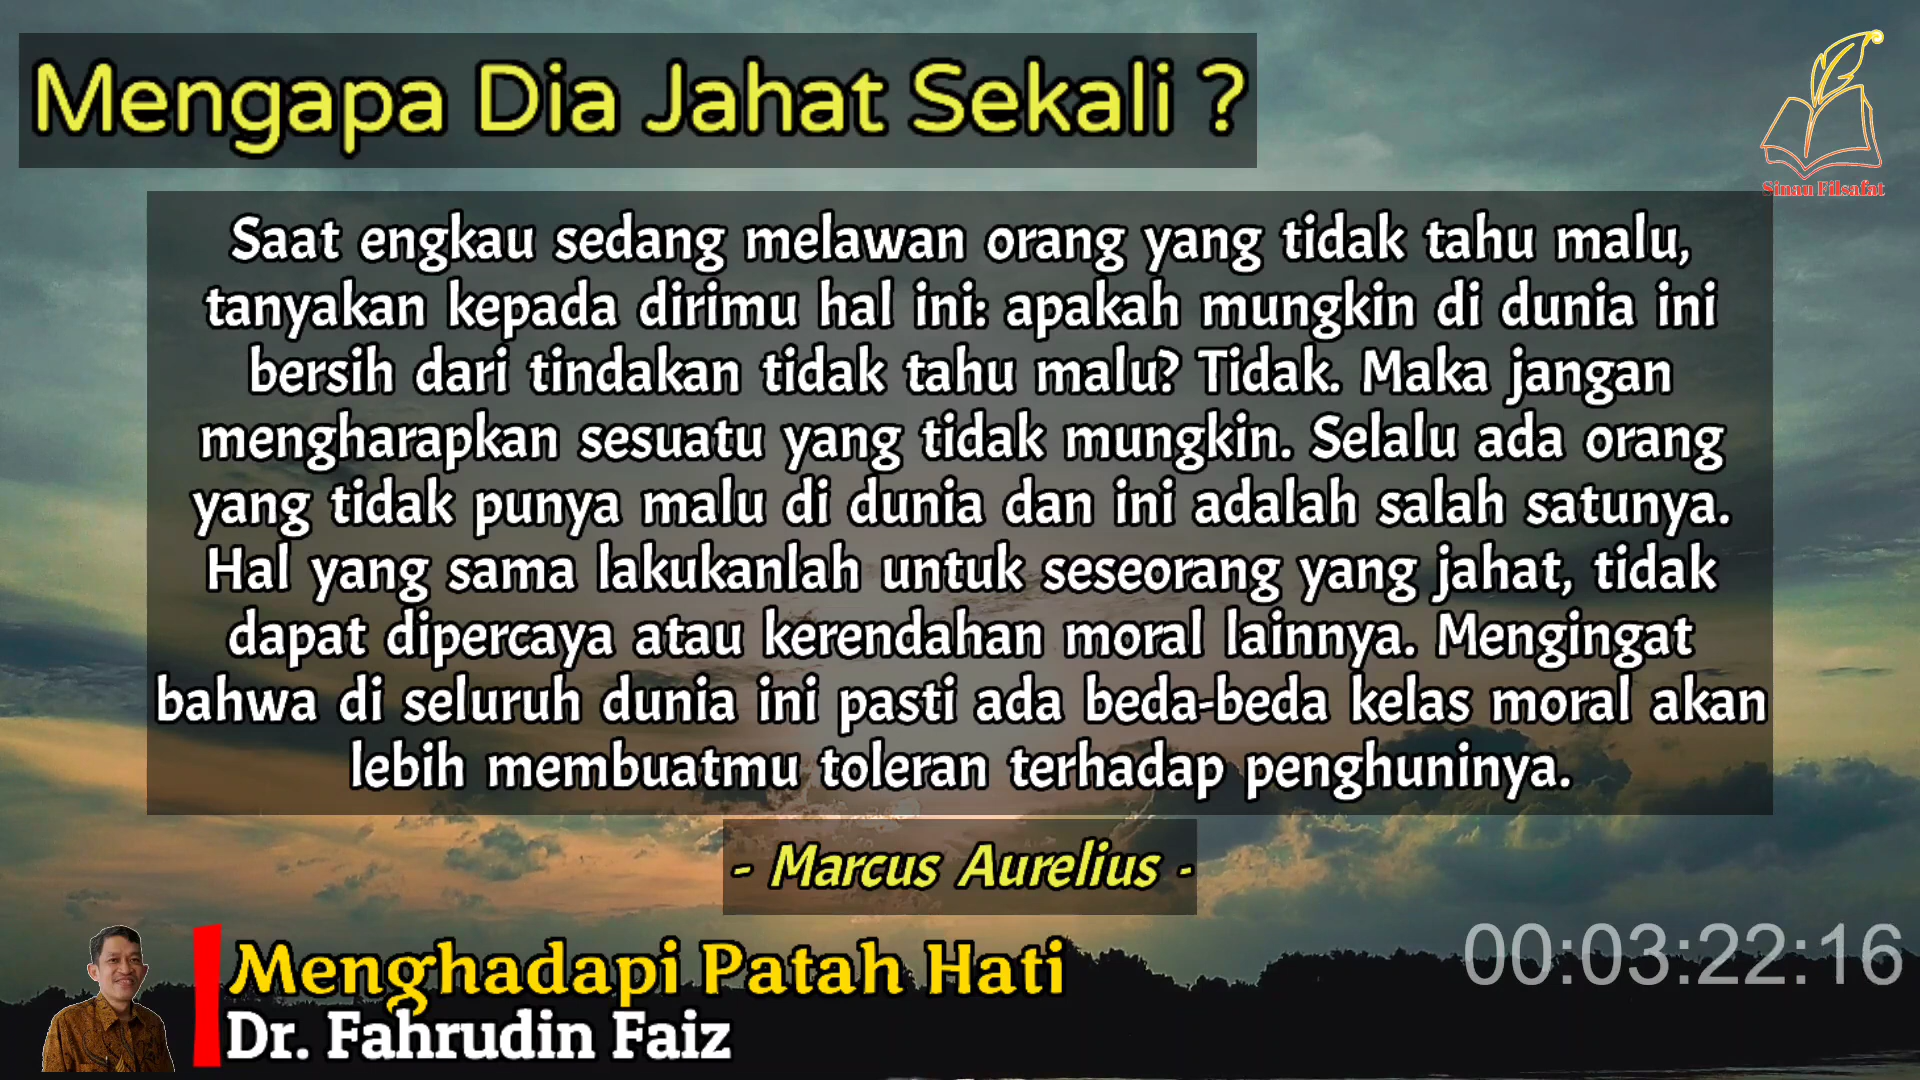 Mengapa Dia Jahat Sekali ?
Sinau Filsafat
Saat engkau sedang melawan orang yang tidak tahu malu,
tanyakan kepada dirimu hal ini: apakah mungkin di dunia ini
bersih dari tindakan tidak tahu malu? Tidak. Maka jangan
mengharapkan sesuatu yang tidak mungkin. Selalu ada orang
yang tidak punya malu di dunia dan ini adalah salah satunya.
Hal yang sama lakukanlah untuk seseorang yang jahat, tidak
dapat dipercaya atau kerendahan moral lainnya. Mengingat
bahwa di seluruh dunia ini pasti ada beda-beda kelas moral akan
lebih membuatmu toleran terhadap penghuninya.
- Marcus Aurelius -
Menghadapi Patah Hati
Dr. Fahrudin Faiz
00:03:22:16